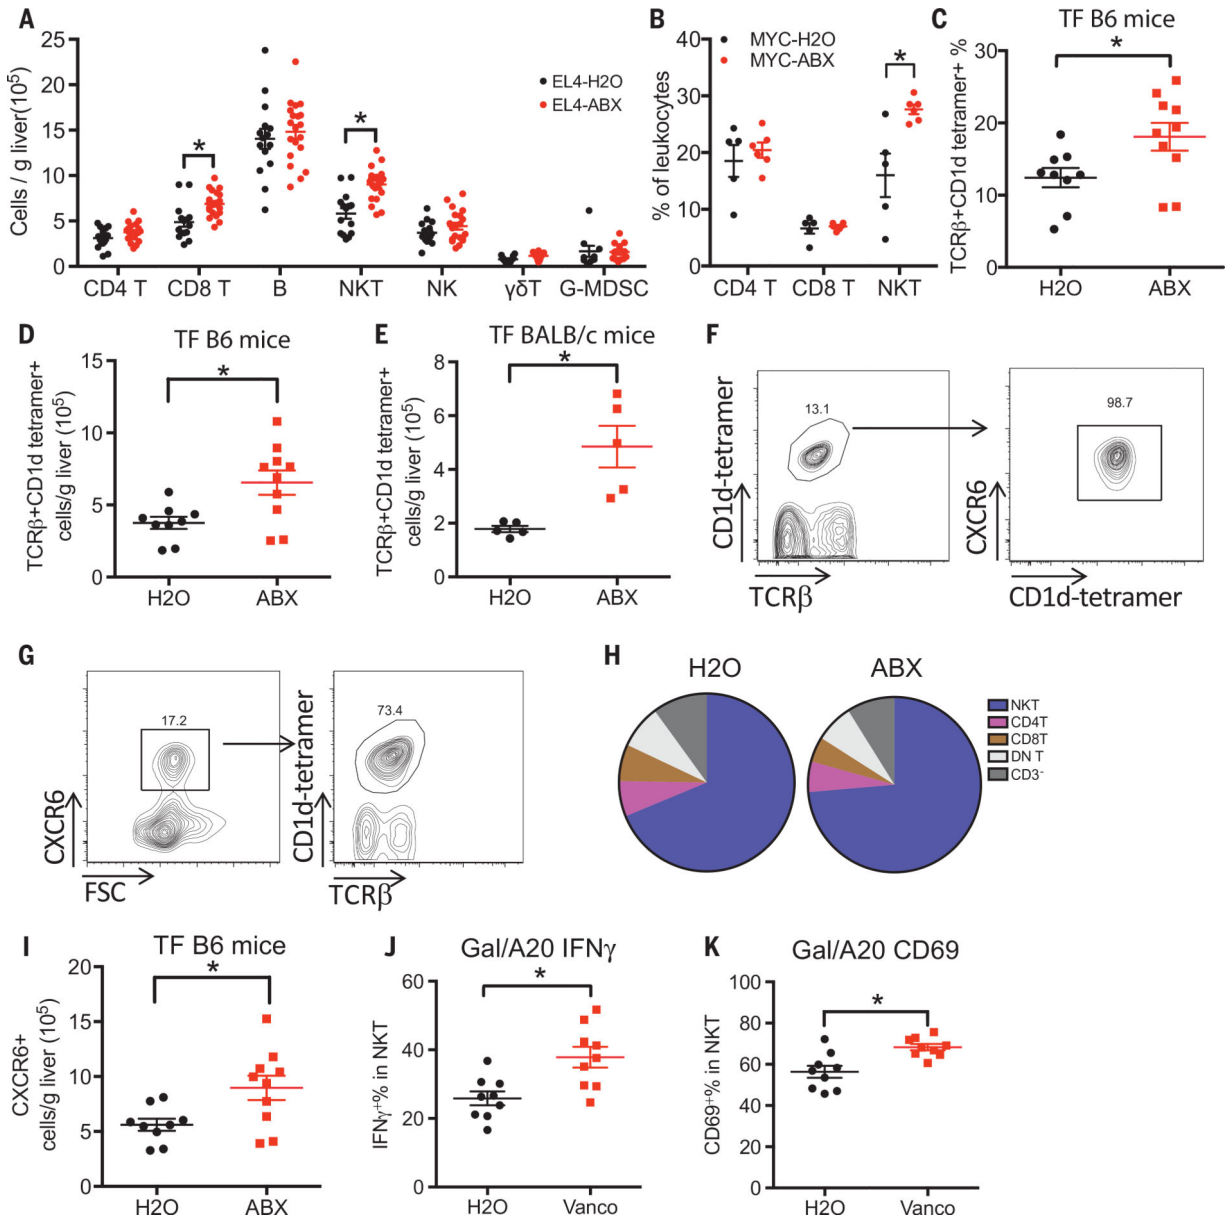 A
Cells / g liver(10⁵)
25
20
15
10
5
0
EL4-H2O
EL4-ABX
*
*
CD4 T
CD8 T
B
NKT
NK
γδT
G-MDSC
B
% of leukocytes
40
30
20
10
0
MYC-H2O
MYC-ABX
*
CD4 T
CD8 T
NKT
C
TF B6 mice
TCRβ+CD1d tetramer+ %
30
20
10
0
*
H2O
ABX
D
TF B6 mice
TCRβ+CD1d tetramer+
cells/g liver (10⁵)
15
10
5
0
*
H2O
ABX
E
TF BALB/c mice
TCRβ+CD1d tetramer+
cells/g liver (10⁵)
8
6
4
2
0
*
H2O
ABX
F
CD1d-tetramer
13.1
TCRβ
CXCR6
98.7
CD1d-tetramer
G
CXCR6
17.2
FSC
CD1d-tetramer
73.4
TCRβ
H
H2O
ABX
NKT
CD4T
CD8T
DN T
CD3⁻
I
TF B6 mice
CXCR6+
cells/g liver (10⁵)
20
15
10
5
0
*
H2O
ABX
J
Gal/A20 IFNγ
IFNγ⁺% in NKT
60
40
20
0
*
H2O
Vanco
K
Gal/A20 CD69
CD69⁺% in NKT
100
80
60
40
20
0
*
H2O
Vanco